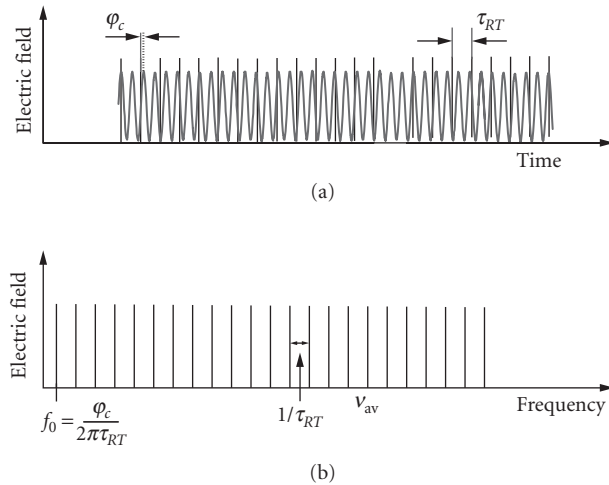 φc
τRT
Electric field
Time
(a)
Electric field
f0 = φc / 2πτRT
1/τRT
νav
Frequency
(b)